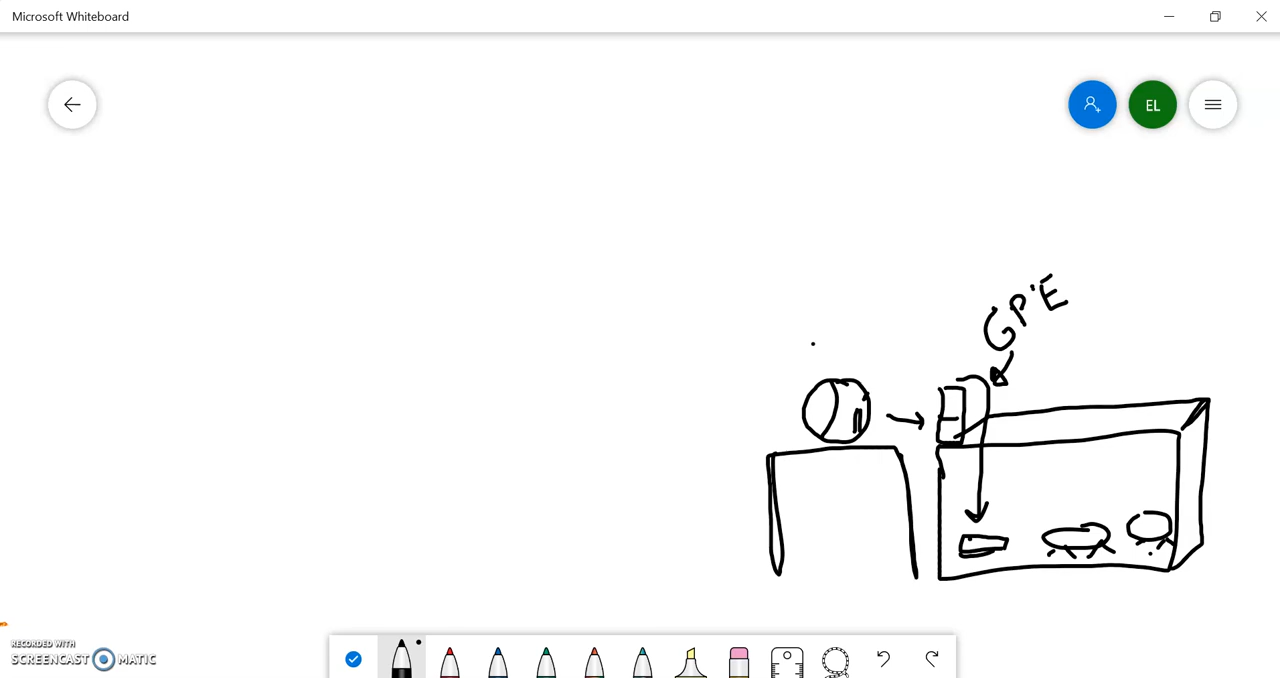 Microsoft Whiteboard
EL
GPE
RECORDED WITH
SCREENCAST MATIC